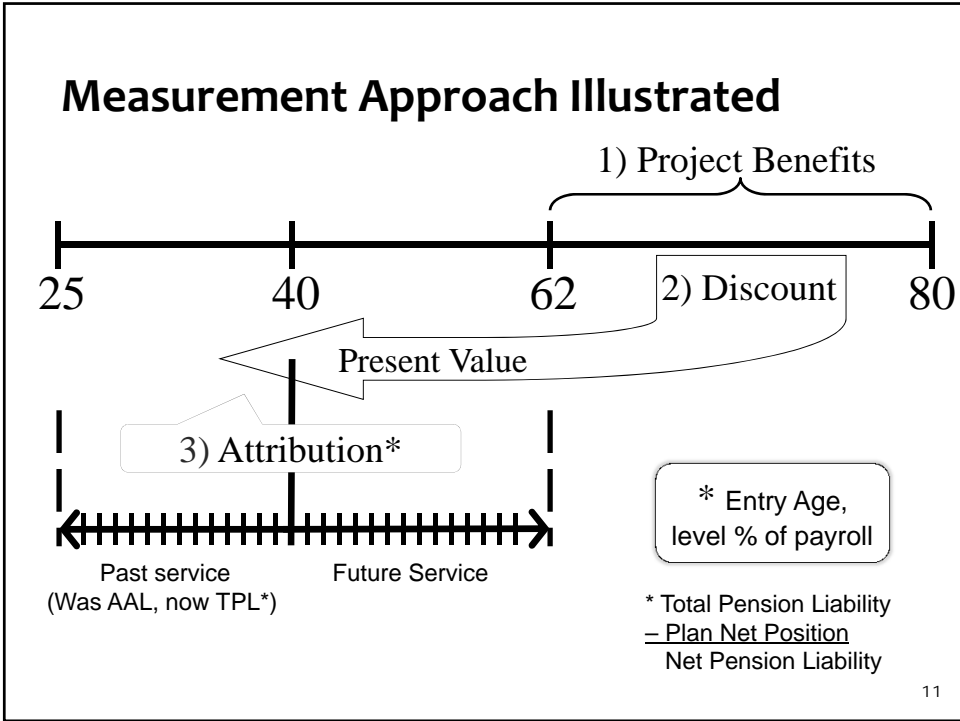 Measurement Approach Illustrated
1) Project Benefits
25 40 62 80
2) Discount
Present Value
3) Attribution*
* Entry Age,
level % of payroll
Past service
(Was AAL, now TPL*)
Future Service
* Total Pension Liability
– Plan Net Position
Net Pension Liability
11